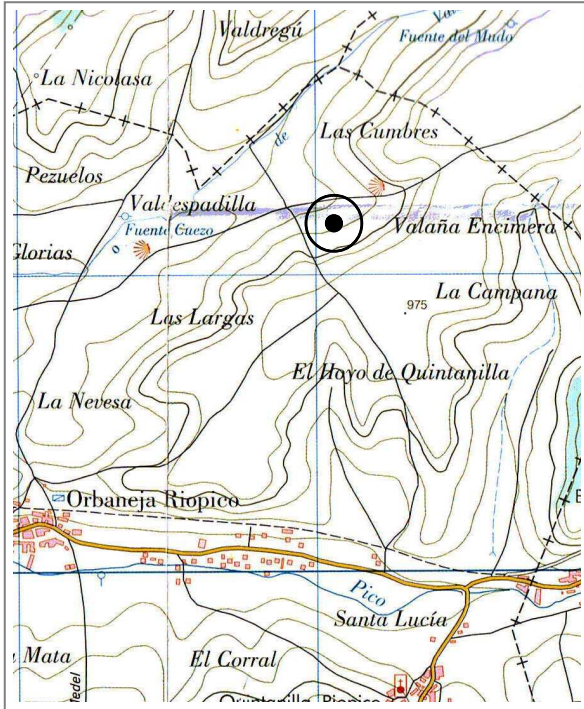 Valdregú
Fuente del Mudo
La Nicolasa
de
Las Cumbres
Pezuelos
Valdespadilla
Fuente Cuezo
Valaña Encimera
Glorias
La Campana
975
Las Largas
El Hoyo de Quintanilla
La Nevesa
Orbaneja Riopico
Pico
Santa Lucía
Mata
El Corral